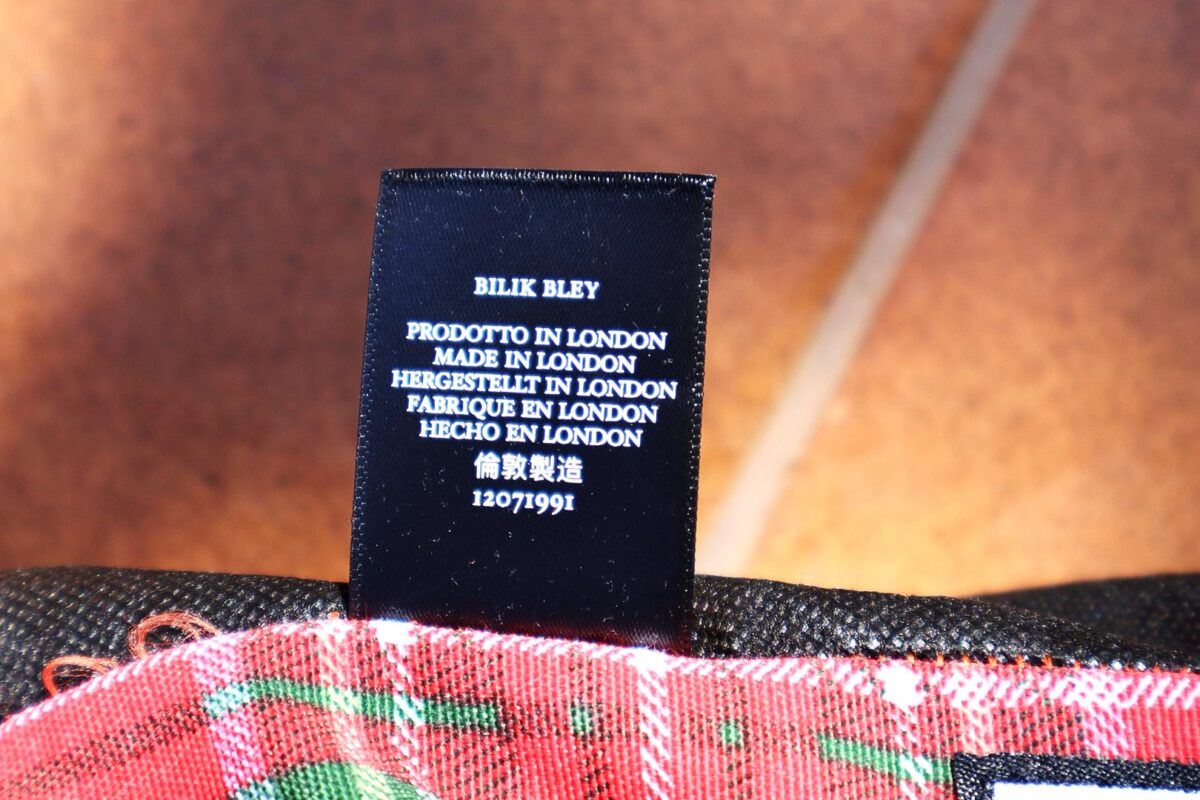 BILIK BLEY
PRODOTTO IN LONDON
MADE IN LONDON
HERGESTELLT IN LONDON
FABRIQUE EN LONDON
HECHO EN LONDON
倫敦製造
12071991